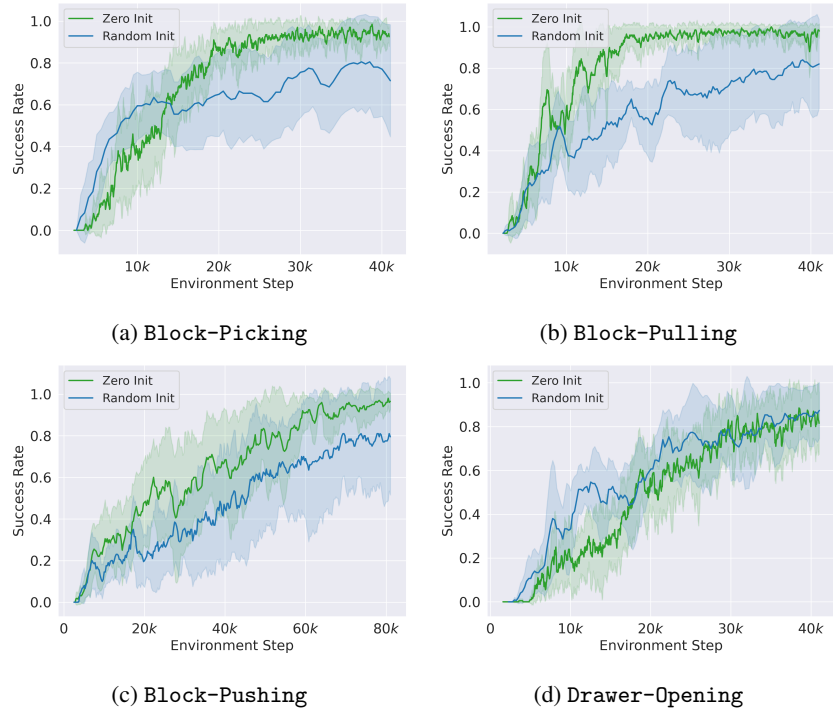 1.0
0.8
0.6
0.4
0.2
0.0
Success Rate
Zero Init
Random Init
10k 20k 30k 40k
Environment Step
(a) Block-Picking
1.0
0.8
0.6
0.4
0.2
0.0
Success Rate
Zero Init
Random Init
10k 20k 30k 40k
Environment Step
(b) Block-Pulling
1.0
0.8
0.6
0.4
0.2
0.0
Success Rate
Zero Init
Random Init
0 20k 40k 60k 80k
Environment Step
(c) Block-Pushing
1.0
0.8
0.6
0.4
0.2
0.0
Success Rate
Zero Init
Random Init
0 10k 20k 30k 40k
Environment Step
(d) Drawer-Opening